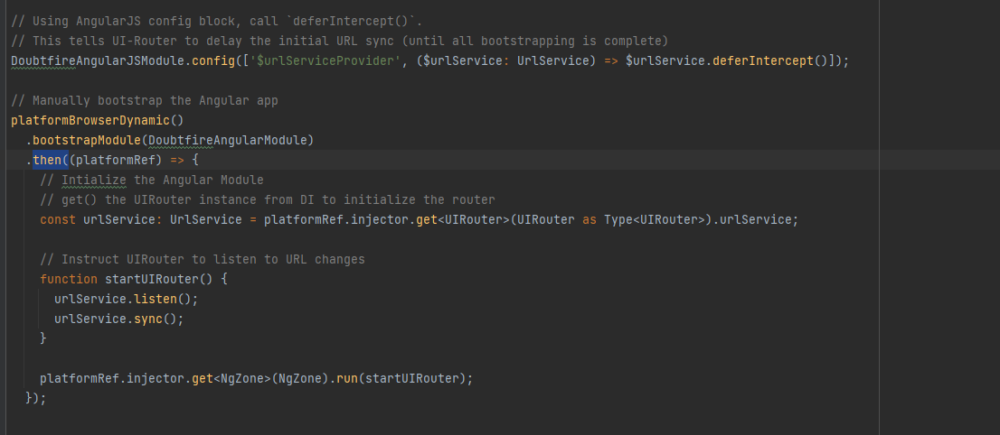 // Using AngularJS config block, call `deferIntercept()`.
// This tells UI-Router to delay the initial URL sync (until all bootstrapping is complete)
DoubtfireAngularJSModule.config(['$urlServiceProvider', ($urlService: UrlService) => $urlService.deferIntercept()]);
// Manually bootstrap the Angular app
platformBrowserDynamic()
.bootstrapModule(DoubtfireAngularModule)
.then((platformRef) => {
// Intialize the Angular Module
// get() the UIRouter instance from DI to initialize the router
const urlService: UrlService = platformRef.injector.get<UIRouter>(UIRouter as Type<UIRouter>).urlService;
// Instruct UIRouter to listen to URL changes
function startUIRouter() {
urlService.listen();
urlService.sync();
}
platformRef.injector.get<NgZone>(NgZone).run(startUIRouter);
});